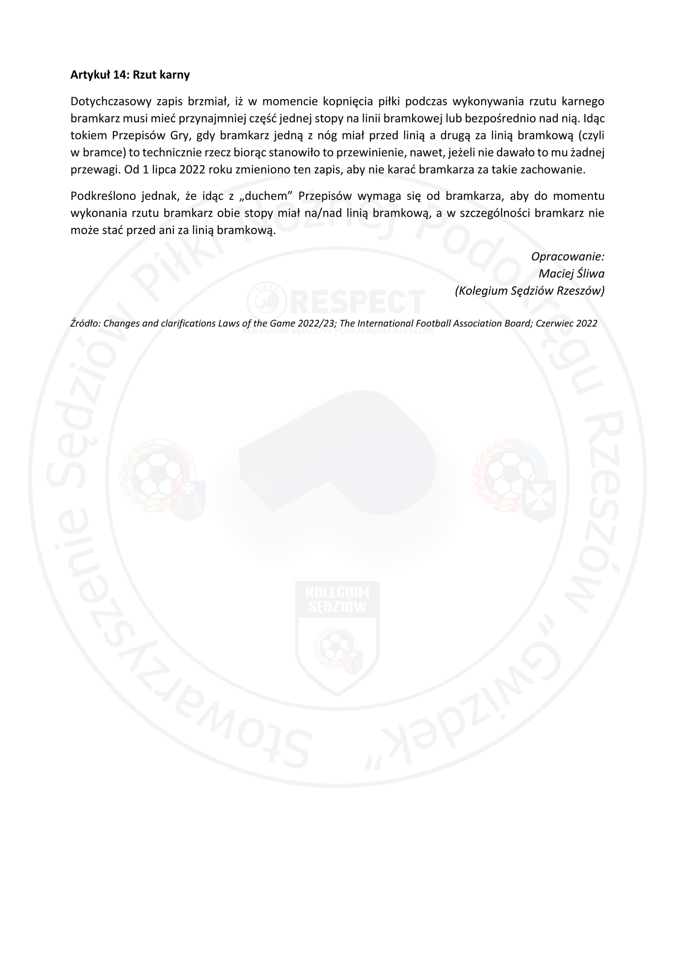 Artykuł 14: Rzut karny
Dotychczasowy zapis brzmiał, iż w momencie kopnięcia piłki podczas wykonywania rzutu karnego
bramkarz musi mieć przynajmniej część jednej stopy na linii bramkowej lub bezpośrednio nad nią. Idąc
tokiem Przepisów Gry, gdy bramkarz jedną z nóg miał przed linią a drugą za linią bramkową (czyli
w bramce) to technicznie rzecz biorąc stanowiło to przewinienie, nawet, jeżeli nie dawało to mu żadnej
przewagi. Od 1 lipca 2022 roku zmieniono ten zapis, aby nie karać bramkarza za takie zachowanie.
Podkreślono jednak, że idąc z „duchem” Przepisów wymaga się od bramkarza, aby do momentu
wykonania rzutu bramkarz obie stopy miał na/nad linią bramkową, a w szczególności bramkarz nie
może stać przed ani za linią bramkową.
Opracowanie:
Maciej Śliwa
(Kolegium Sędziów Rzeszów)
RESPECT
Źródło: Changes and clarifications Laws of the Game 2022/23; The International Football Association Board; Czerwiec 2022
Stowarzyszenie Sędziów Piłki Nożnej Podokręgu Rzeszów „Gwizdek”
KOLEGIUM
SĘDZIÓW